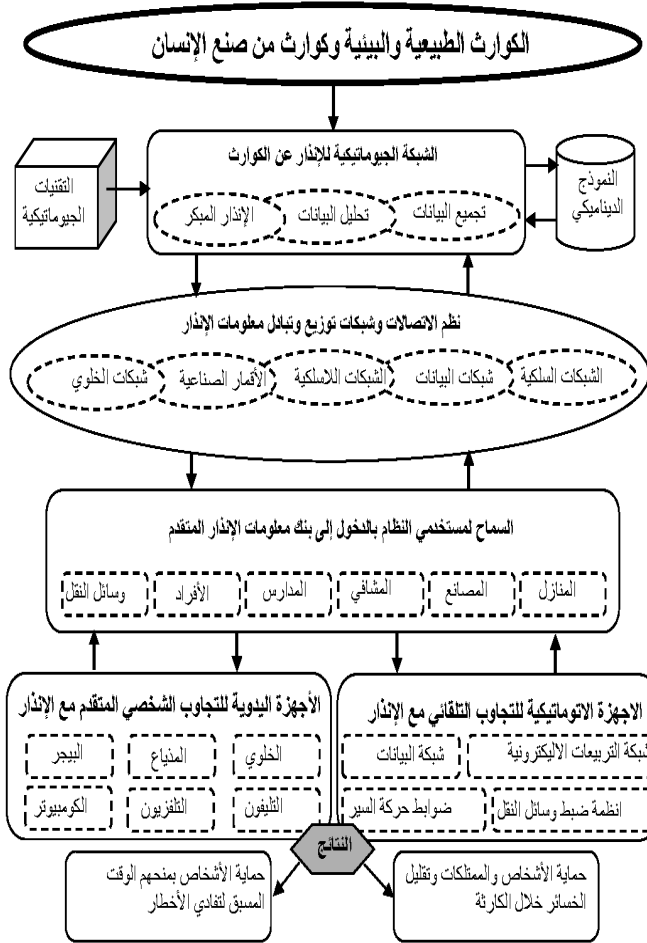 الكوارث الطبيعية والبيئية وكوارث من صنع الإنسان
الشبكة الجيوماتيكية للإنذار عن الكوارث
النموذج
الديناميكي
التقنيات
الجيوماتيكية
تجميع البيانات
تحليل البيانات
الإنذار المبكر
نظم الاتصالات وشبكات توزيع وتبادل معلومات الإنذار
الشبكات السلكية
شبكات البيانات
الشبكات اللاسلكية
الأقمار الصناعية
شبكات الخلوي
السماح لمستخدمي النظام بالدخول إلى بنك معلومات الإنذار المتقدم
المنازل
المصانع
المشافي
المدارس
الأفراد
وسائل النقل
الاجهزة الاتوماتيكية للتجاوب التلقائي مع الإنذار
شبكة التربيعات الاليكترونية
شبكة البيانات
انظمة ضبط وسائل النقل
ضوابط حركة السير
الأجهزة اليدوية للتجاوب الشخصي المتقدم مع الإنذار
الخلوي
المذياع
البيجر
التليفون
التلفزيون
الكومبيوتر
النتائج
حماية الأشخاص والممتلكات وتقليل
الخسائر خلال الكارثة
حماية الأشخاص بمنحهم الوقت
المسبق لتفادي الأخطار